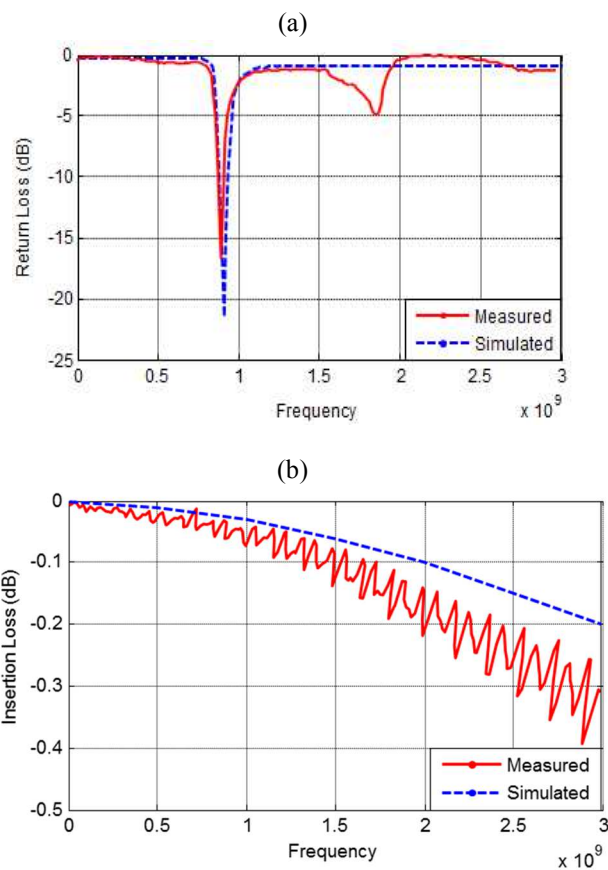 (a)
0
-5
-10
-15
-20
-25
Return Loss (dB)
Measured
Simulated
0 0.5 1 1.5 2 2.5 3
Frequency
x 10^9
(b)
0
-0.1
-0.2
-0.3
-0.4
-0.5
Insertion Loss (dB)
Measured
Simulated
0 0.5 1 1.5 2 2.5 3
Frequency
x 10^9